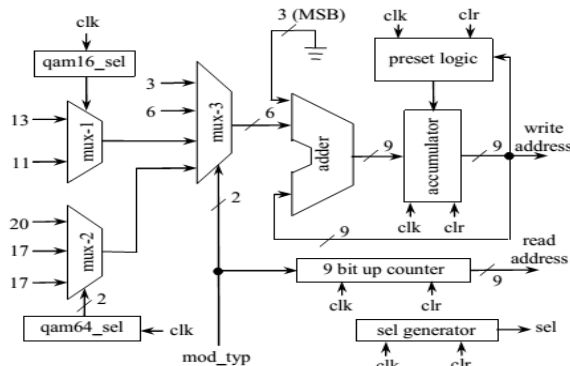 clk
3 (MSB)
clk
clr
qam16_sel
preset logic
3
6
13
11
mux-1
mux-3
6
adder
9
accumulator
9
write
address
2
20
17
17
mux-2
clk
clr
9
read
address
9 bit up counter
9
2
clk
clr
qam64_sel
clk
sel generator
sel
mod_typ
clk
clr